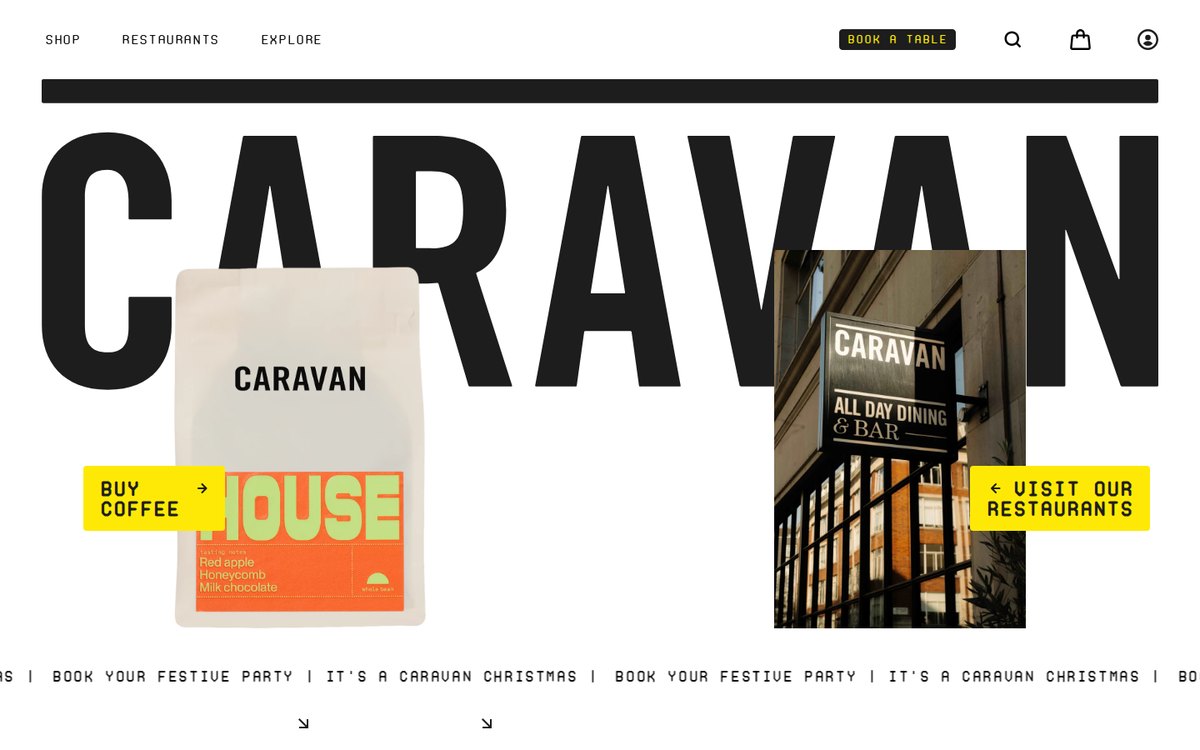 SHOP RESTAURANTS EXPLORE BOOK A TABLE
CARAVAN
CARAVAN
HOUSE
tasting notes
Red apple
Honeycomb
Milk chocolate
whole bean
BUY →
COFFEE
CARAVAN
ALL DAY DINING
& BAR
← VISIT OUR
RESTAURANTS
AS | BOOK YOUR FESTIVE PARTY | IT'S A CARAVAN CHRISTMAS | BOOK YOUR FESTIVE PARTY | IT'S A CARAVAN CHRISTMAS | BO